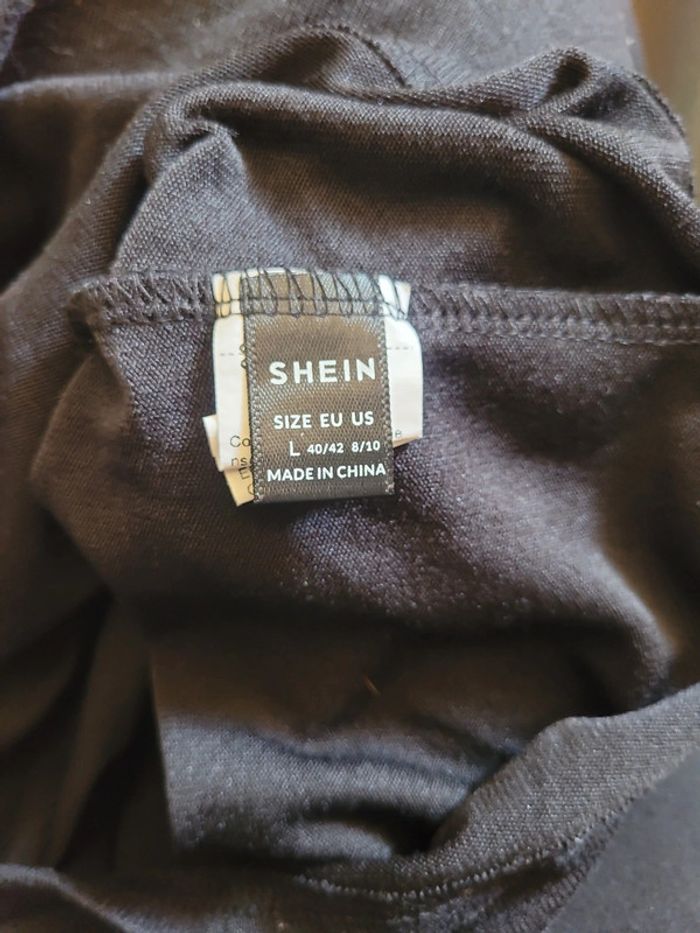 SHEIN
SIZE EU US
L 40/42 8/10
MADE IN CHINA